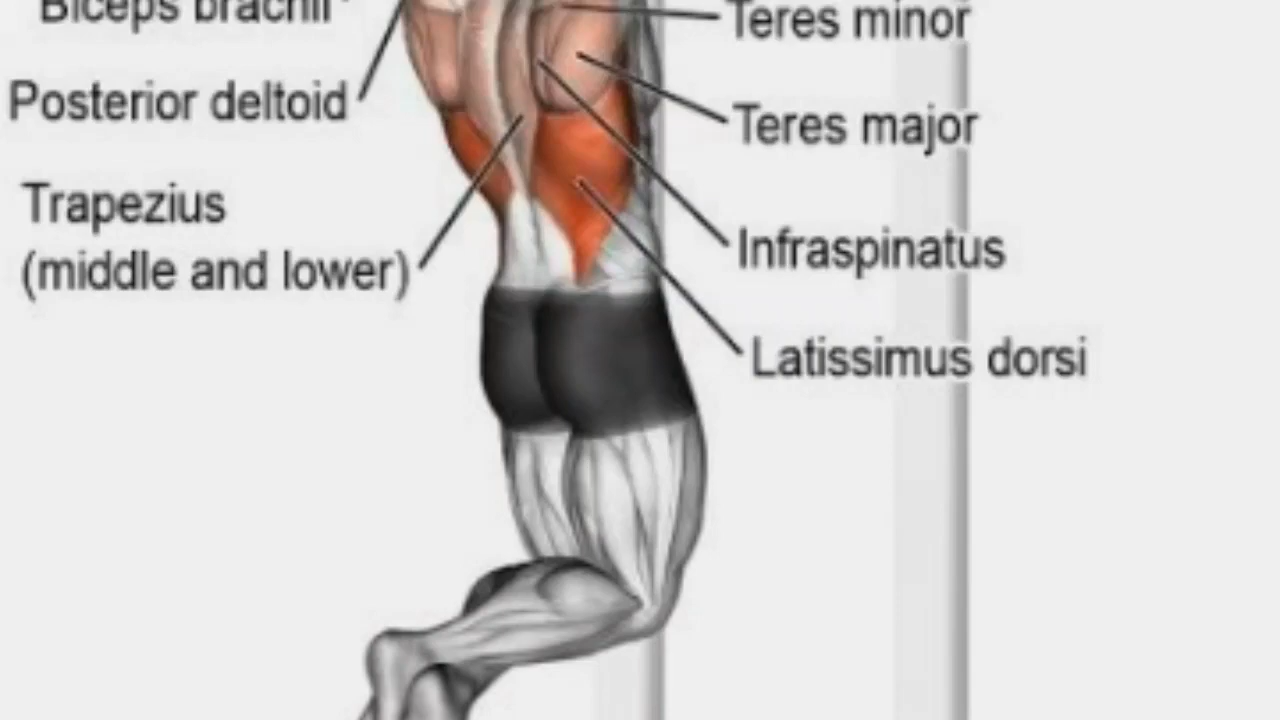 Biceps brachii
Posterior deltoid
Trapezius
(middle and lower)
Teres minor
Teres major
Infraspinatus
Latissimus dorsi